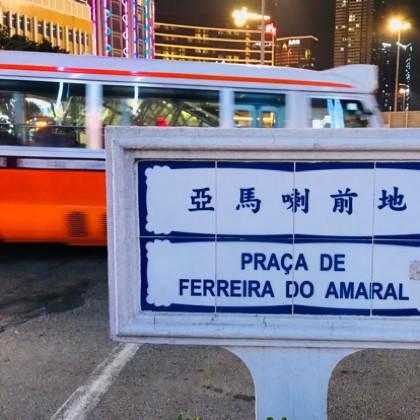 亞馬喇前地
PRAÇA DE
FERREIRA DO AMARAL